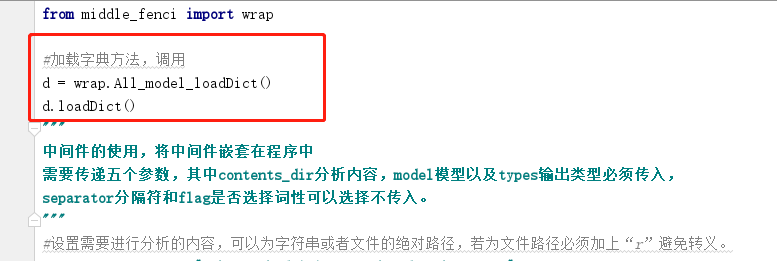 from middle_fenci import wrap
#加载字典方法，调用
d = wrap.All_model_loadDict()
d.loadDict()
"""
中间件的使用，将中间件嵌套在程序中
需要传递五个参数，其中contents_dir分析内容，model模型以及types输出类型必须传入，
separator分隔符和flag是否选择词性可以选择不传入。
"""
#设置需要进行分析的内容，可以为字符串或者文件的绝对路径，若为文件路径必须加上“r”避免转义。